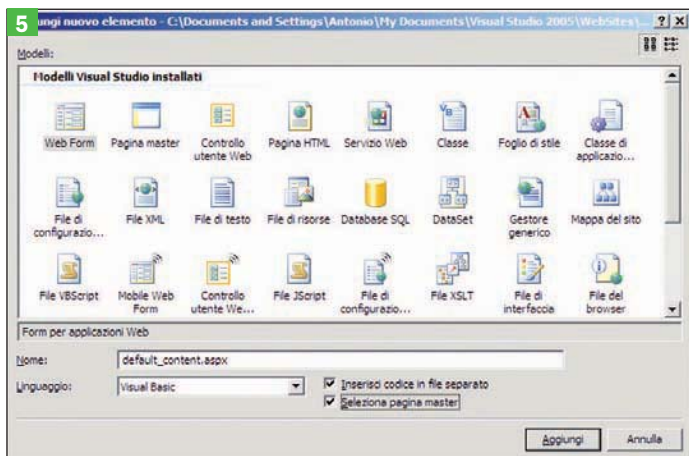 5
ungi nuovo elemento - C:\Documents and Settings\Antonio\My Documents\Visual Studio 2005\WebSites\...
Modelli:
Modelli Visual Studio installati
Web Form
Pagina master
Controllo utente Web
Pagina HTML
Servizio Web
Classe
Foglio di stile
Classe di applicazio...
File di configurazio...
File XML
File di testo
File di risorse
Database SQL
DataSet
Gestore generico
Mappa del sito
File VBScript
Mobile Web Form
Controllo utente We...
File JScript
File di configurazio...
File XSLT
File di interfaccia
File del browser
Form per applicazioni Web
Nome:
default_content.aspx
Linguaggio:
Visual Basic
Inserisci codice in file separato
Seleziona pagina master
Aggiungi
Annulla